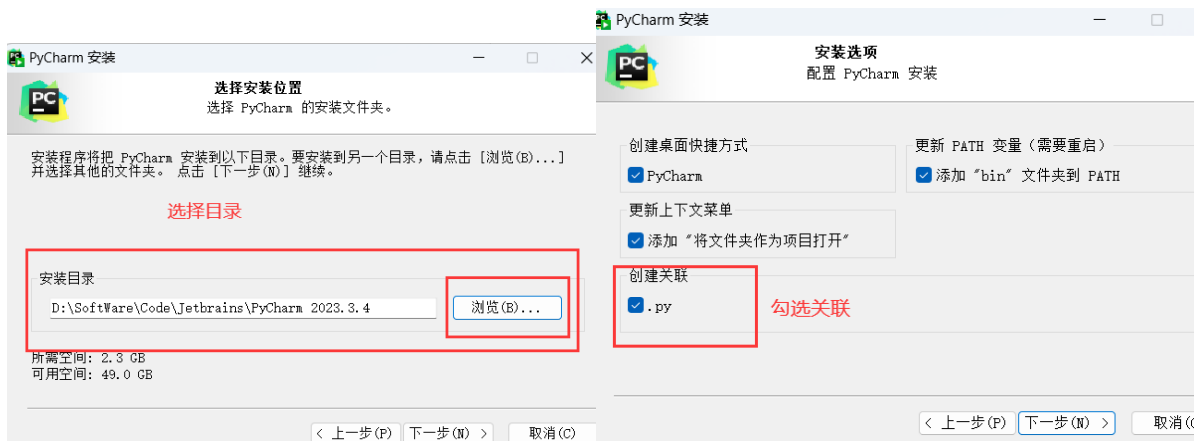 PyCharm 安装
PC
选择安装位置
选择 PyCharm 的安装文件夹。
安装程序将把 PyCharm 安装到以下目录。要安装到另一个目录，请点击 [浏览(B)...]
并选择其他的文件夹。 点击 [下一步(N)] 继续。
选择目录
安装目录
D:\SoftWare\Code\Jetbrains\PyCharm 2023.3.4
浏览(B)...
所需空间: 2.3 GB
可用空间: 49.0 GB
< 上一步(P)
下一步(N) >
取消(C)
PyCharm 安装
PC
安装选项
配置 PyCharm 安装
创建桌面快捷方式
PyCharm
更新 PATH 变量（需要重启）
添加 "bin" 文件夹到 PATH
更新上下文菜单
添加 "将文件夹作为项目打开"
创建关联
.py
勾选关联
< 上一步(P)
下一步(N) >
取消(C